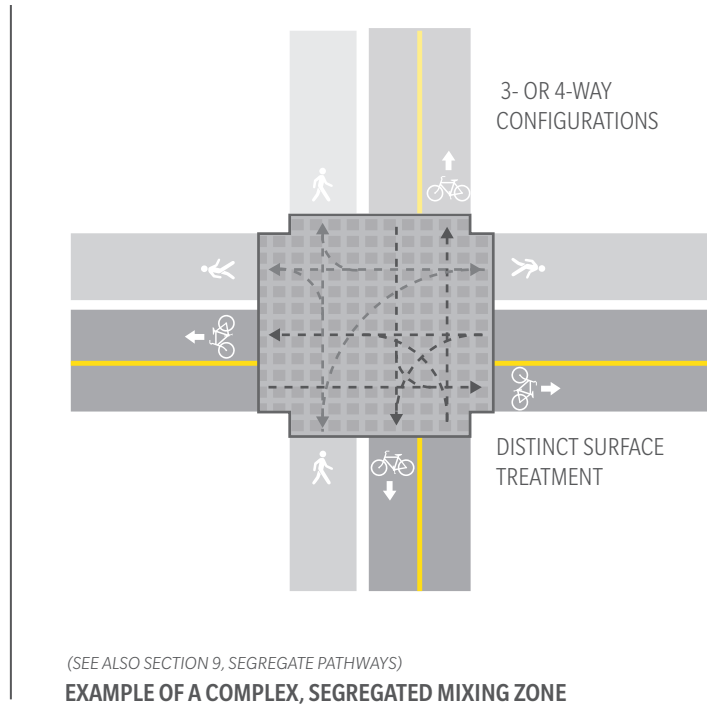 3- OR 4-WAY
CONFIGURATIONS
DISTINCT SURFACE
TREATMENT
(SEE ALSO SECTION 9, SEGREGATE PATHWAYS)
EXAMPLE OF A COMPLEX, SEGREGATED MIXING ZONE